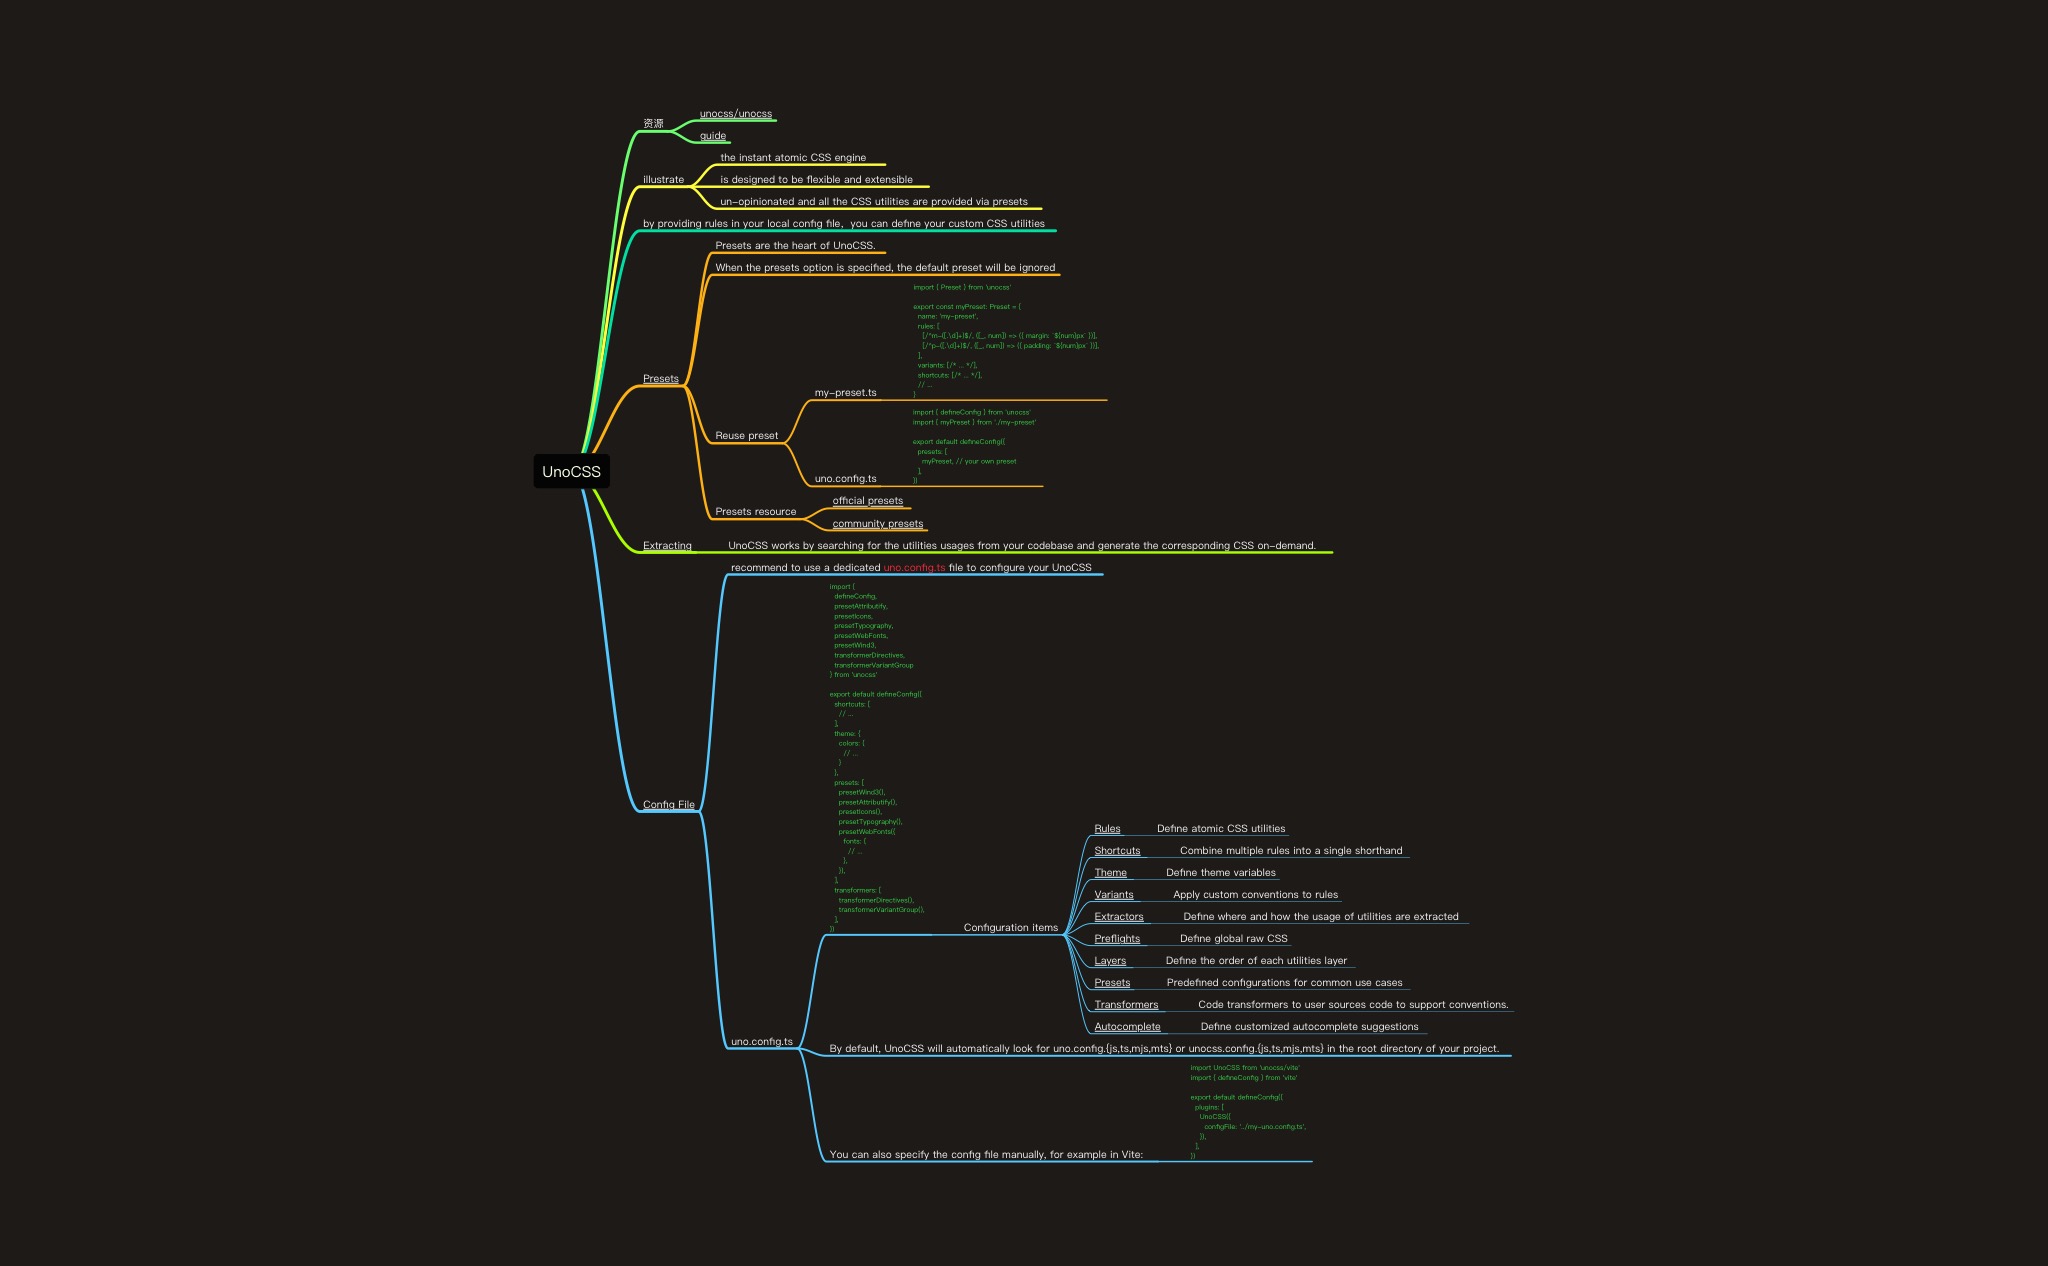 UnoCSS
资源
unocss/unocss
guide
illustrate
the instant atomic CSS engine
is designed to be flexible and extensible
un-opinionated and all the CSS utilities are provided via presets
by providing rules in your local config file，you can define your custom CSS utilities
Presets
Presets are the heart of UnoCSS.
When the presets option is specified, the default preset will be ignored
Reuse preset
my-preset.ts
import { Preset } from 'unocss'
export const myPreset: Preset = {
name: 'my-preset',
rules: [
[/^m-([.\d]+)$/, ([_, num]) => ({ margin: `${num}px` })],
[/^p-([.\d]+)$/, ([_, num]) => ({ padding: `${num}px` })],
],
variants: [/* ... */],
shortcuts: [/* ... */],
// ...
}
uno.config.ts
import { defineConfig } from 'unocss'
import { myPreset } from './my-preset'
export default defineConfig({
presets: [
myPreset, // your own preset
],
})
Presets resource
official presets
community presets
Extracting
UnoCSS works by searching for the utilities usages from your codebase and generate the corresponding CSS on-demand.
Config File
recommend to use a dedicated uno.config.ts file to configure your UnoCSS
uno.config.ts
import {
defineConfig,
presetAttributify,
presetIcons,
presetTypography,
presetWebFonts,
presetWind3,
transformerDirectives,
transformerVariantGroup
} from 'unocss'
export default defineConfig({
shortcuts: [
// ...
],
theme: {
colors: {
// ...
}
},
presets: [
presetWind3(),
presetAttributify(),
presetIcons(),
presetTypography(),
presetWebFonts({
fonts: {
// ...
},
}),
],
transformers: [
transformerDirectives(),
transformerVariantGroup(),
],
})
Configuration items
Rules Define atomic CSS utilities
Shortcuts Combine multiple rules into a single shorthand
Theme Define theme variables
Variants Apply custom conventions to rules
Extractors Define where and how the usage of utilities are extracted
Preflights Define global raw CSS
Layers Define the order of each utilities layer
Presets Predefined configurations for common use cases
Transformers Code transformers to user sources code to support conventions.
Autocomplete Define customized autocomplete suggestions
By default, UnoCSS will automatically look for uno.config.{js,ts,mjs,mts} or unocss.config.{js,ts,mjs,mts} in the root directory of your project.
You can also specify the config file manually, for example in Vite:
import UnoCSS from 'unocss/vite'
import { defineConfig } from 'vite'
export default defineConfig({
plugins: [
UnoCSS({
configFile: '../my-uno.config.ts',
}),
],
})